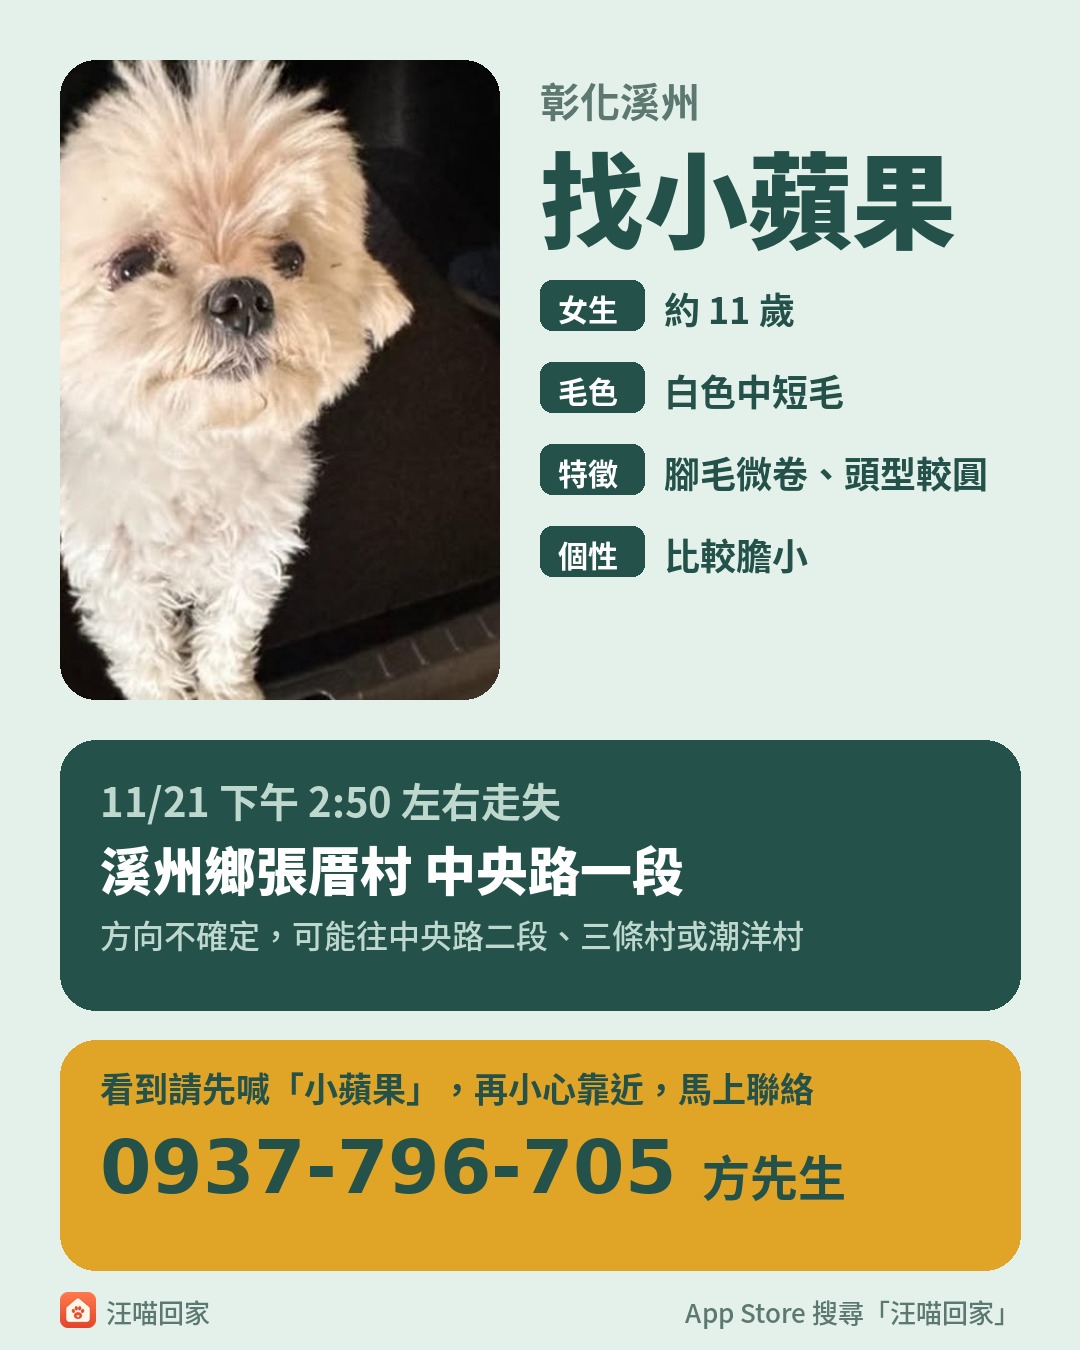 彰化溪州
找小蘋果
女生 約 11 歲
毛色 白色中短毛
特徵 腳毛微卷、頭型較圓
個性 比較膽小
11/21 下午 2:50 左右走失
溪州鄉張厝村 中央路一段
方向不確定，可能往中央路二段、三條村或潮洋村
看到請先喊「小蘋果」，再小心靠近，馬上聯絡
0937-796-705 方先生
汪喵回家
App Store 搜尋「汪喵回家」